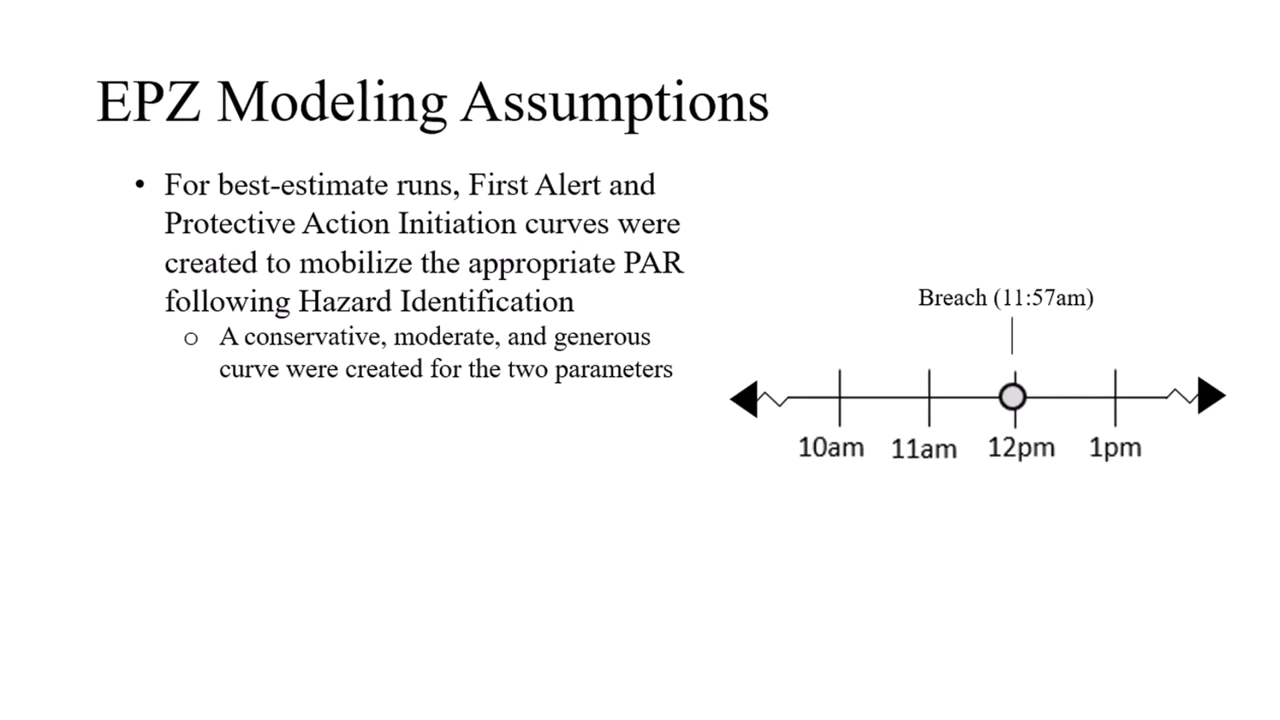 EPZ Modeling Assumptions
• For best-estimate runs, First Alert and
Protective Action Initiation curves were
created to mobilize the appropriate PAR
following Hazard Identification
o A conservative, moderate, and generous
curve were created for the two parameters
Breach (11:57am)
10am 11am 12pm 1pm